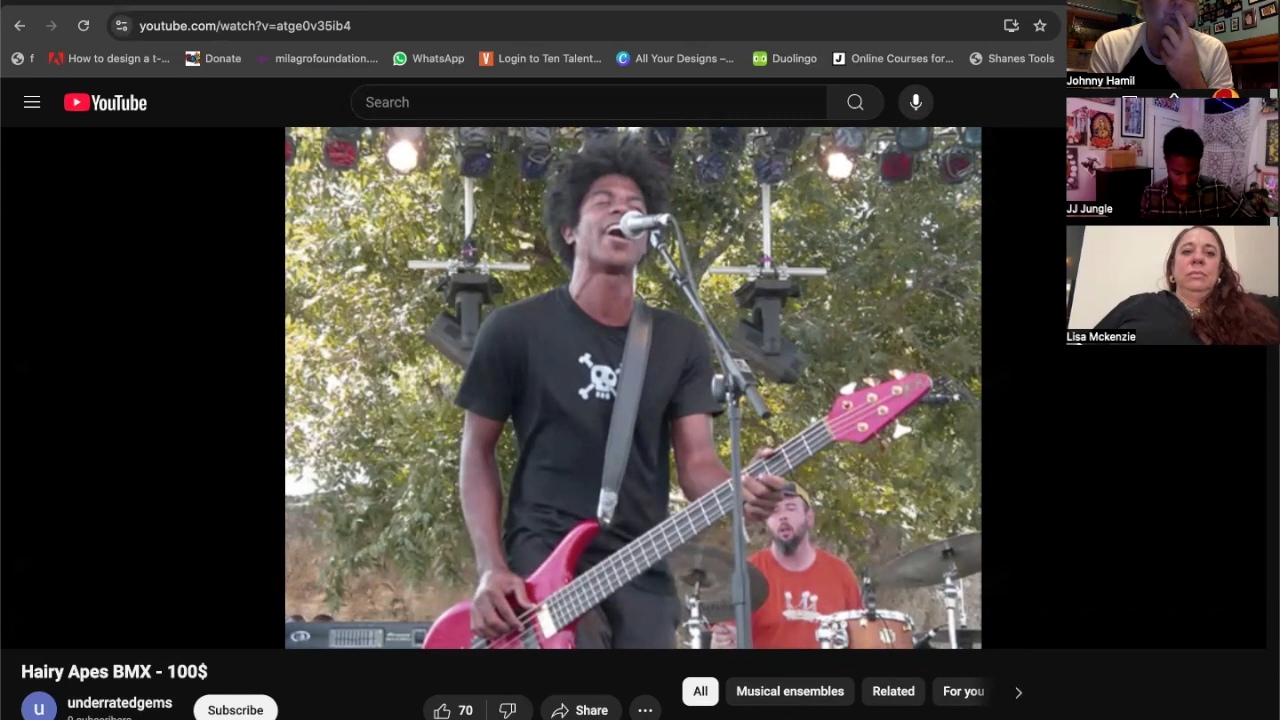 youtube.com/watch?v=atge0v35ib4
f
How to design a t-...
Donate
milagrofoundation....
WhatsApp
Login to Ten Talent...
All Your Designs –...
Duolingo
Online Courses for...
Shanes Tools
YouTube
Search
Johnny Hamil
JJ Jungle
Lisa Mckenzie
Hairy Apes BMX - 100$
u
underratedgems
Subscribe
70
Share
All
Musical ensembles
Related
For you